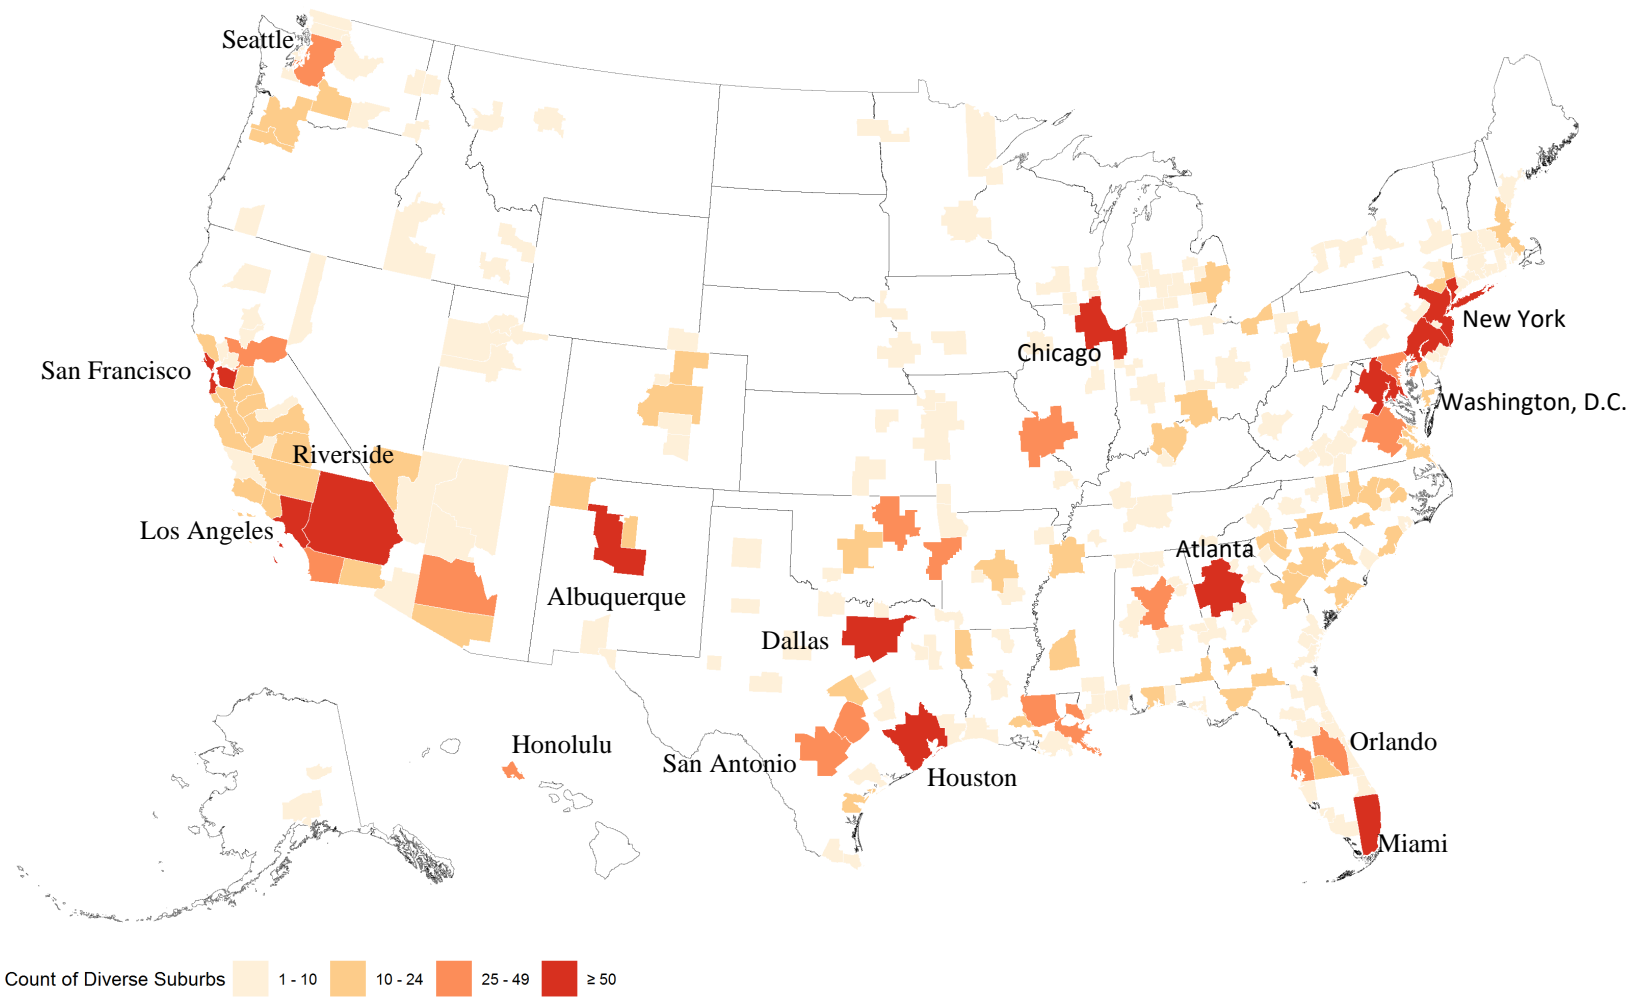 Seattle
New York
Chicago
San Francisco
Washington, D.C.
Riverside
Los Angeles
Atlanta
Albuquerque
Dallas
Honolulu
Orlando
San Antonio
Houston
Miami
Count of Diverse Suburbs 1 - 10 10 - 24 25 - 49 ≥ 50